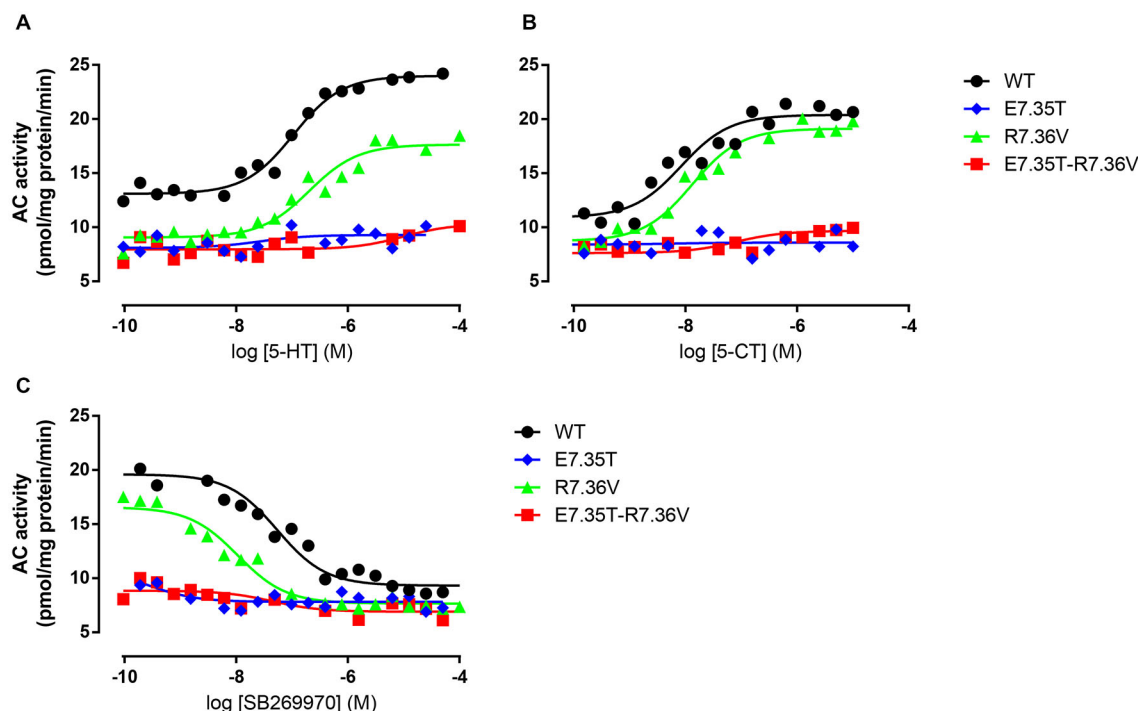 A
AC activity
(pmol/mg protein/min)
25
20
15
10
5
-10
-8
-6
-4
log [5-HT] (M)
B
25
20
15
10
5
-10
-8
-6
-4
log [5-CT] (M)
WT
E7.35T
R7.36V
E7.35T-R7.36V
C
AC activity
(pmol/mg protein/min)
25
20
15
10
5
-10
-8
-6
-4
log [SB269970] (M)
WT
E7.35T
R7.36V
E7.35T-R7.36V